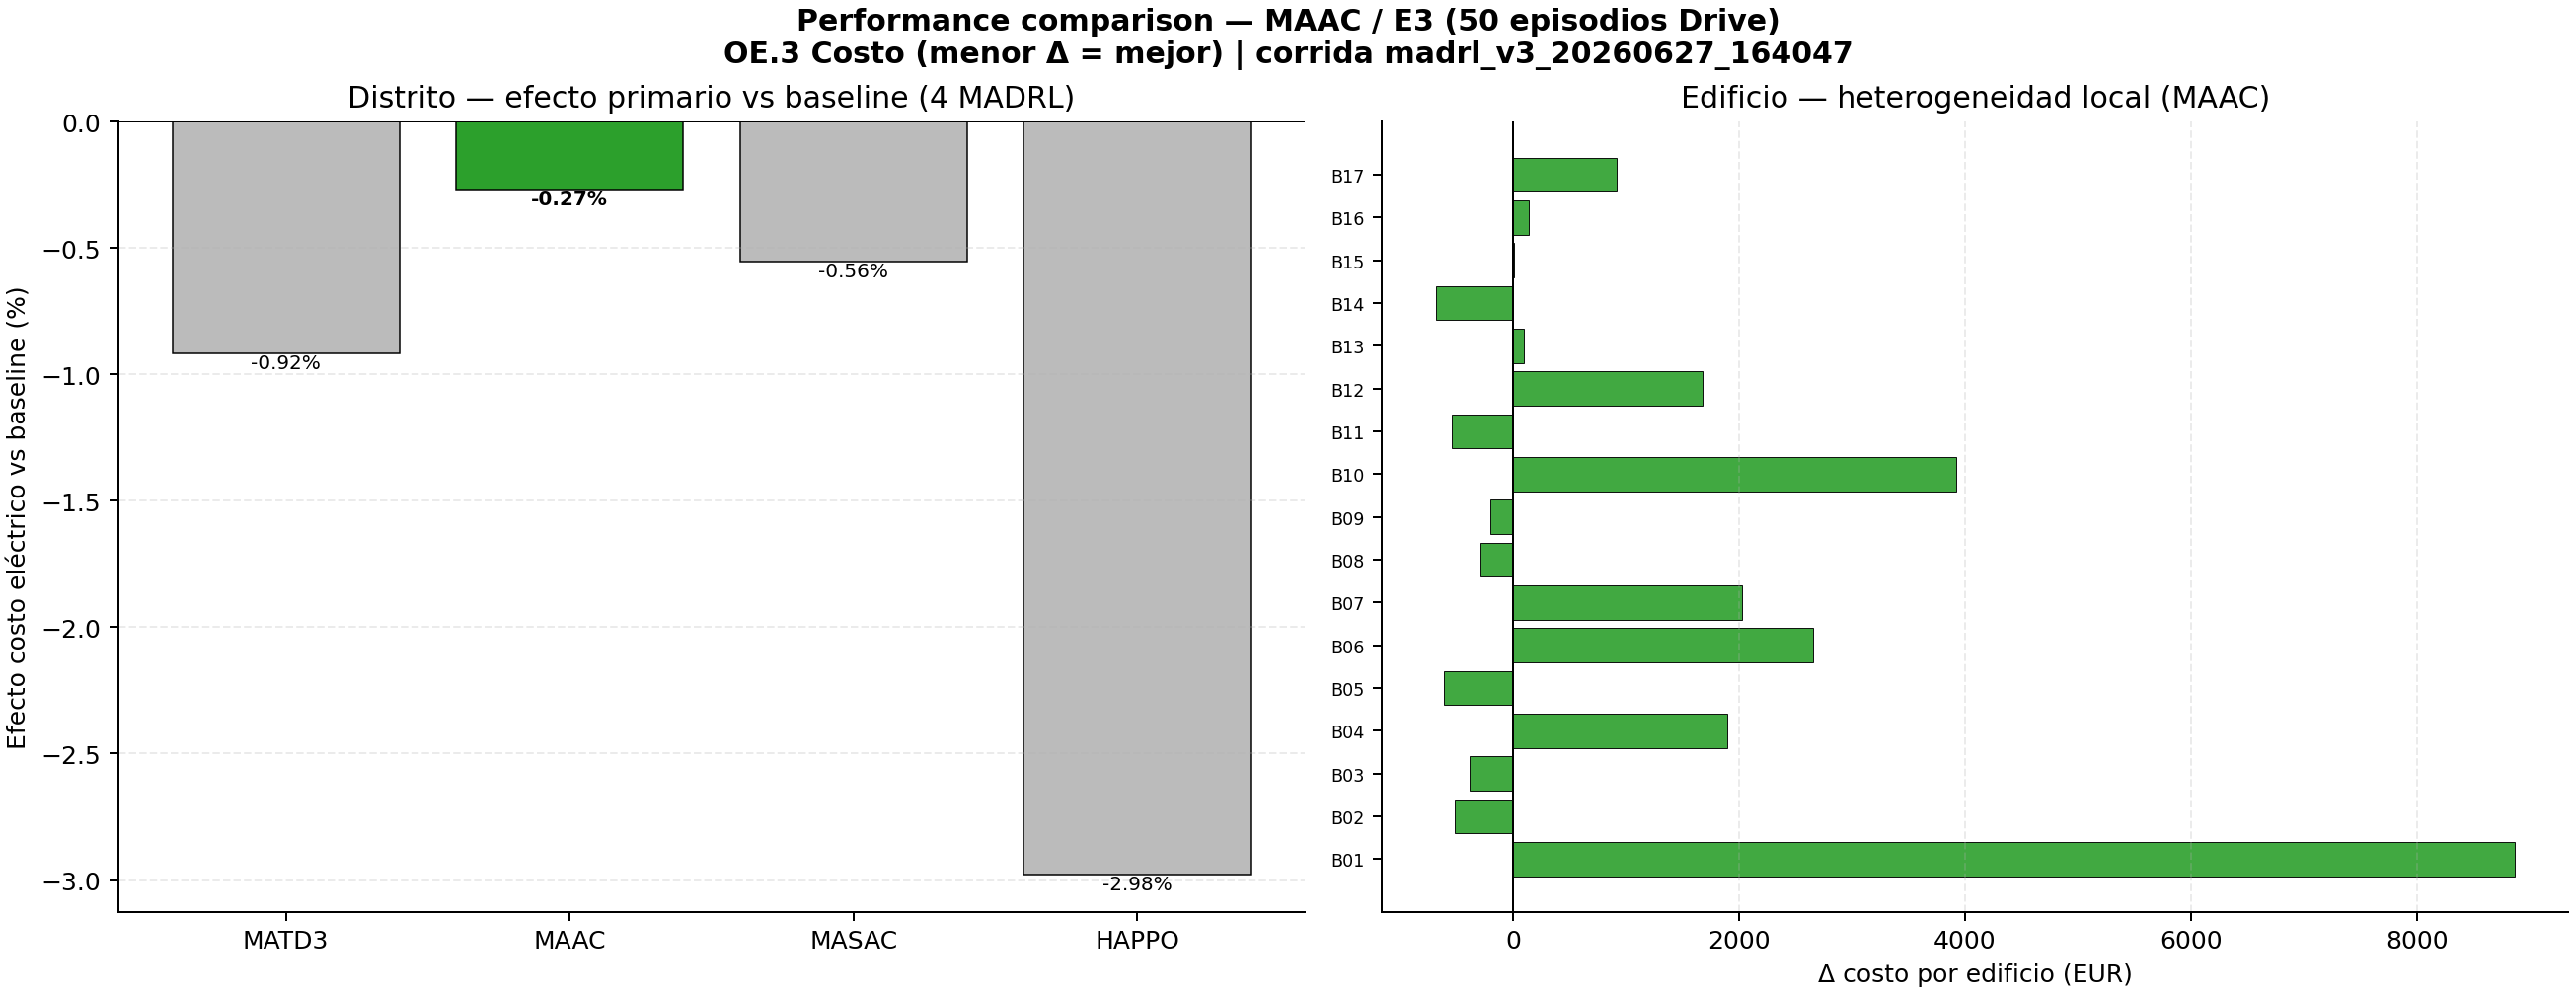 Performance comparison — MAAC / E3 (50 episodios Drive)
OE.3 Costo (menor Δ = mejor) | corrida madrl_v3_20260627_164047
Distrito — efecto primario vs baseline (4 MADRL)
Efecto costo eléctrico vs baseline (%)
0.0
−0.5
−1.0
−1.5
−2.0
−2.5
−3.0
-0.92%
-0.27%
-0.56%
-2.98%
MATD3
MAAC
MASAC
HAPPO
Edificio — heterogeneidad local (MAAC)
B17
B16
B15
B14
B13
B12
B11
B10
B09
B08
B07
B06
B05
B04
B03
B02
B01
0
2000
4000
6000
8000
Δ costo por edificio (EUR)